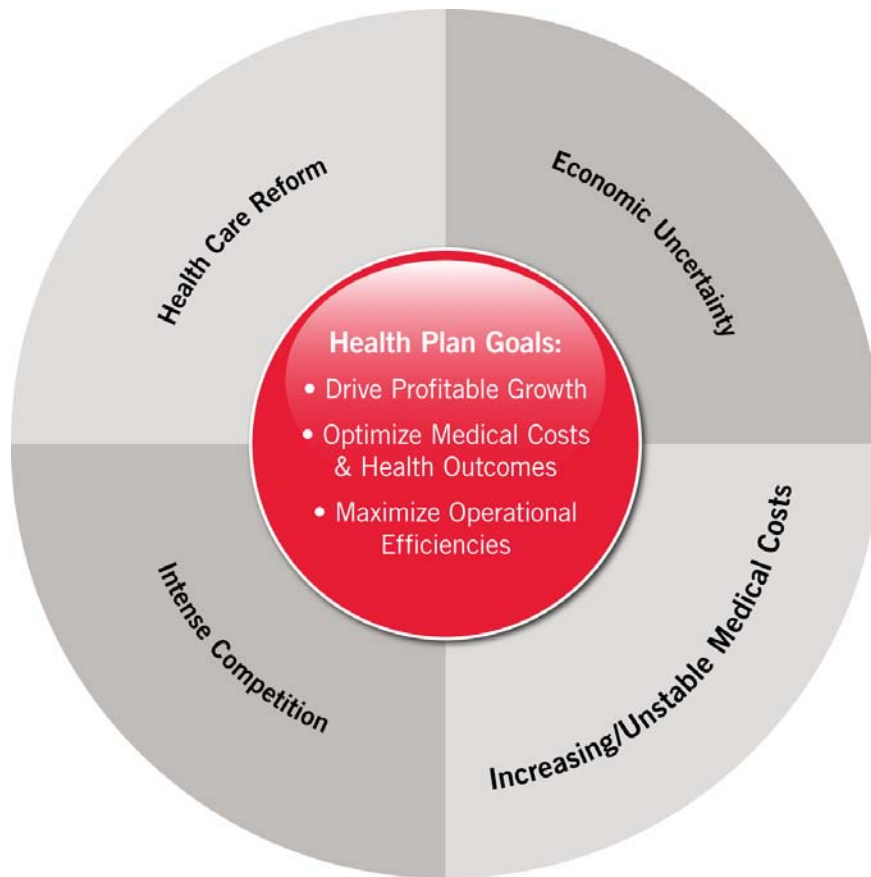 Health Care Reform
Economic Uncertainty
Health Plan Goals:
• Drive Profitable Growth
• Optimize Medical Costs
& Health Outcomes
• Maximize Operational
Efficiencies
Intense Competition
Increasing/Unstable Medical Costs